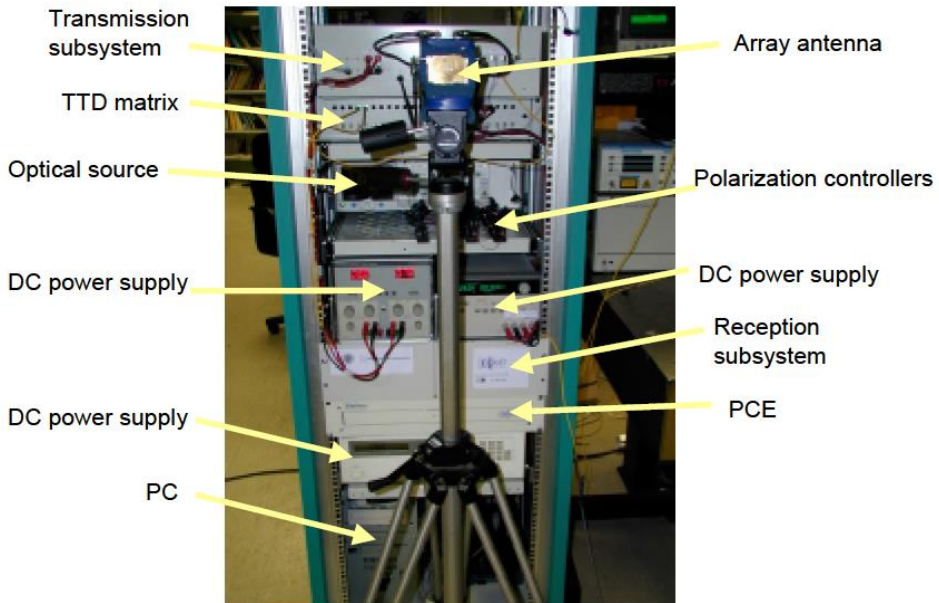 Transmission
subsystem
Array antenna
TTD matrix
Optical source
Polarization controllers
DC power supply
DC power supply
Reception
subsystem
DC power supply
PCE
PC